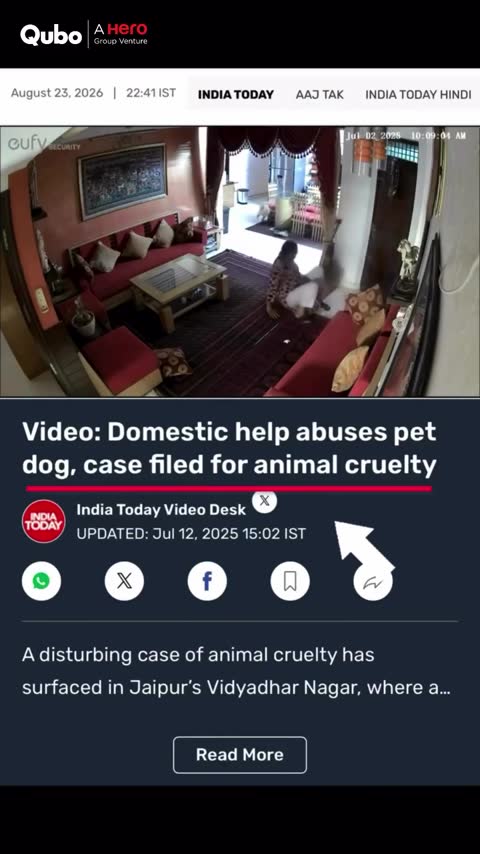 Qubo | A Hero
Group Venture
August 23, 2026 | 22:41 IST INDIA TODAY AAJ TAK INDIA TODAY HINDI
eufy SECURITY
Jul 02 2025 10:09:04 AM
Video: Domestic help abuses pet
dog, case filed for animal cruelty
INDIA TODAY
India Today Video Desk
UPDATED: Jul 12, 2025 15:02 IST
A disturbing case of animal cruelty has
surfaced in Jaipur’s Vidyadhar Nagar, where a...
Read More